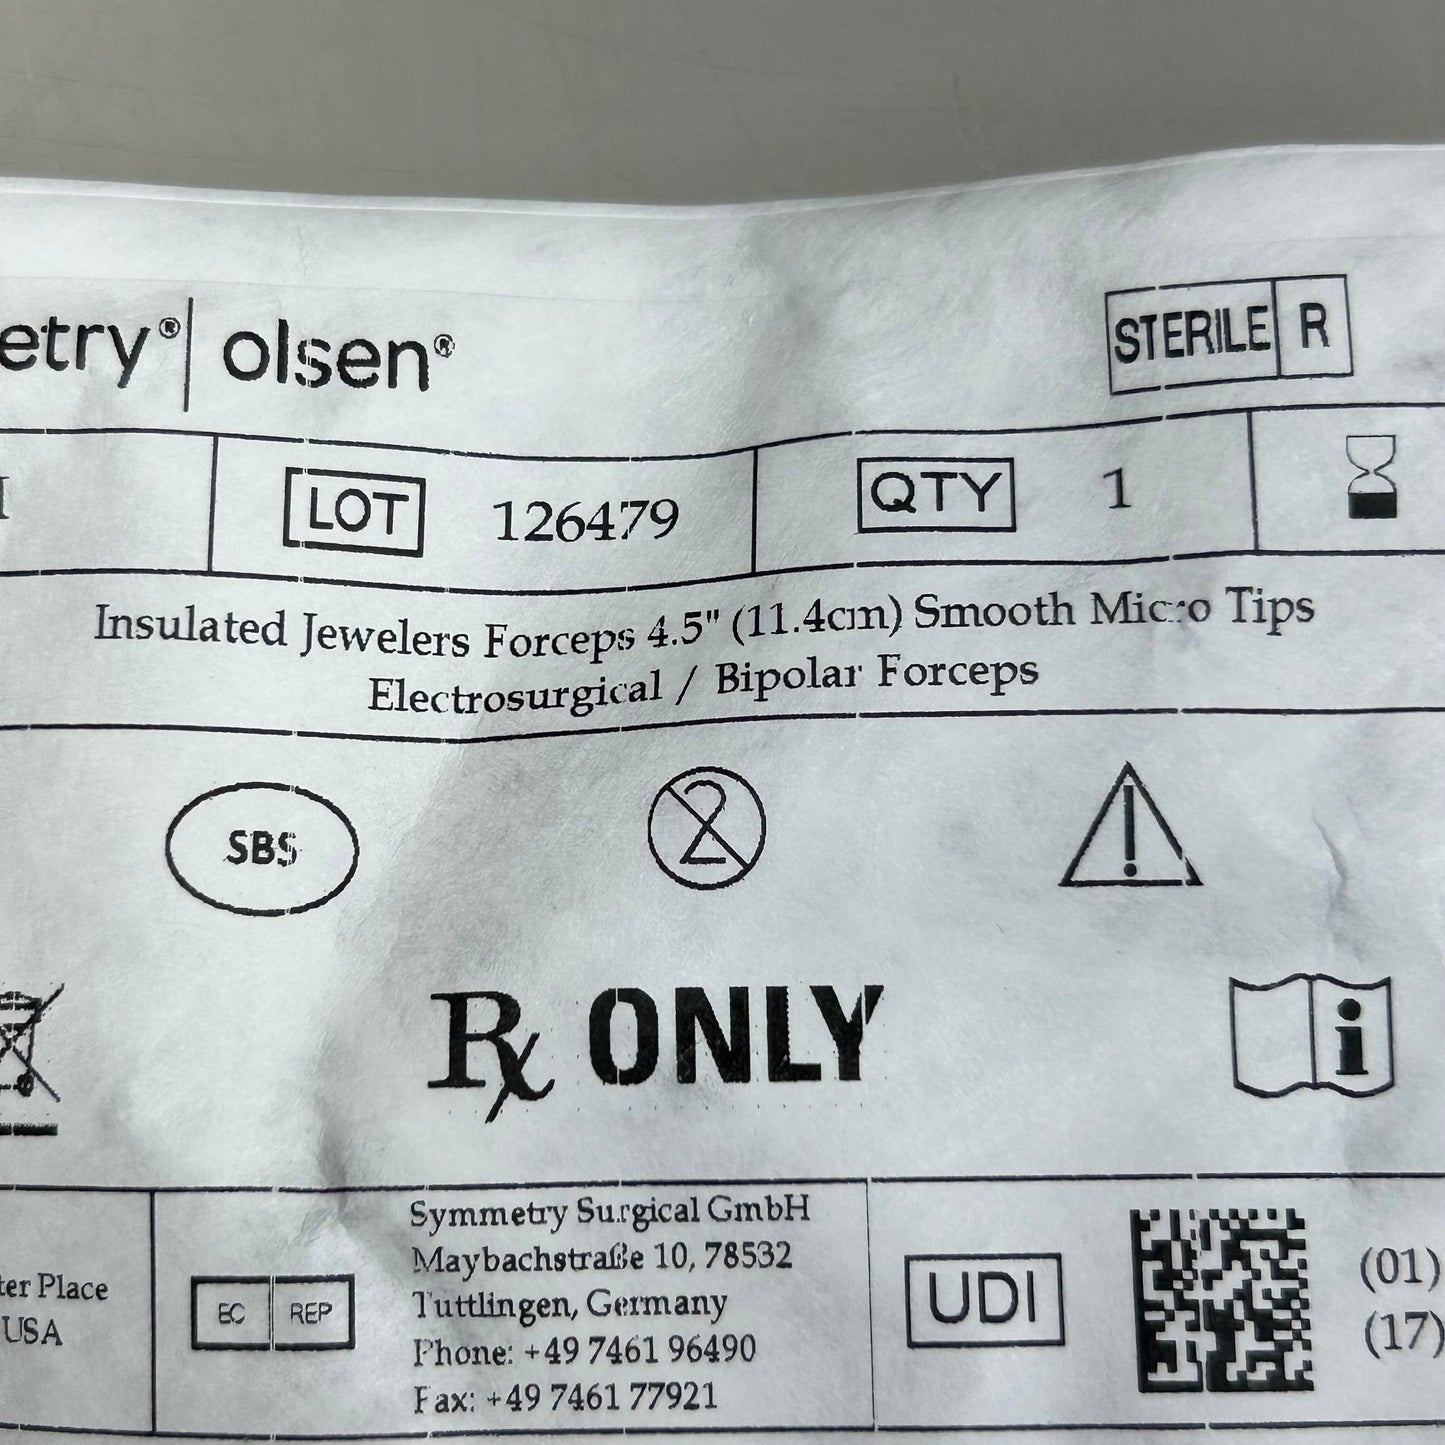 etry® | olsen®
STERILE R
LOT 126479
QTY 1
Insulated Jewelers Forceps 4.5" (11.4cm) Smooth Micro Tips
Electrosurgical / Bipolar Forceps
SBS
2
Rx ONLY
i
ter Place
USA
EC REP
Symmetry Surgical GmbH
Maybachstraße 10, 78532
Tuttlingen, Germany
Phone: +49 7461 96490
Fax: +49 7461 77921
UDI
(01)
(17)